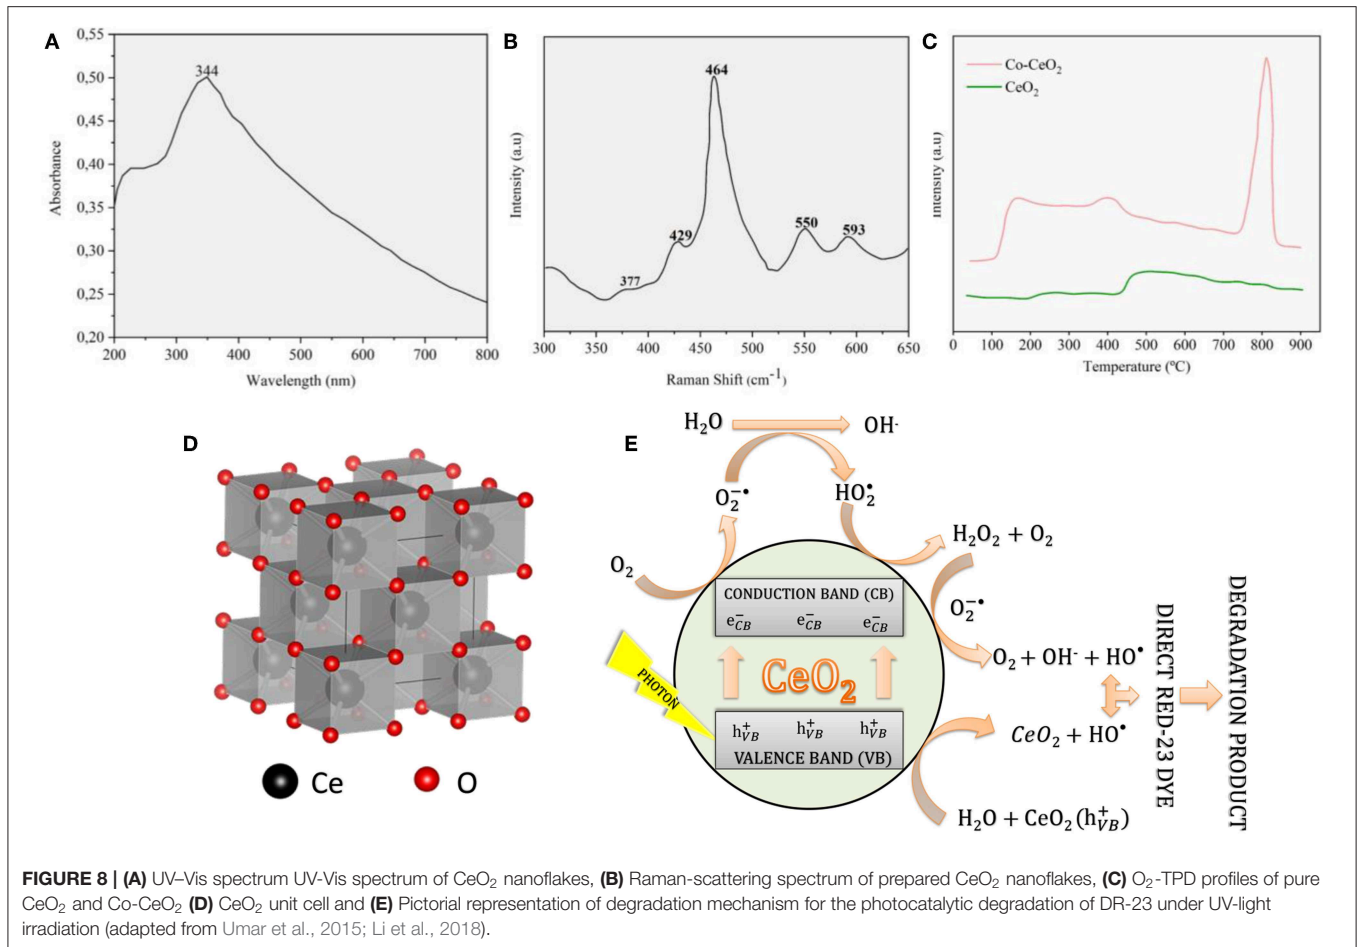 A
0,55
0,50
0,45
0,40
0,35
0,30
0,25
0,20
Absorbance
344
200 300 400 500 600 700 800
Wavelength (nm)
B
Intensity (a.u)
377
429
464
550
593
300 350 400 450 500 550 600 650
Raman Shift (cm⁻¹)
C
Intensity (a.u)
Co-CeO₂
CeO₂
0 100 200 300 400 500 600 700 800 900
Temperature (ºC)
D
Ce
O
E
H₂O
OH·
O₂⁻•
HO₂•
O₂
H₂O₂ + O₂
O₂⁻•
CONDUCTION BAND (CB)
e⁻CB e⁻CB e⁻CB
CeO₂
PHOTON
h⁺VB h⁺VB h⁺VB
VALENCE BAND (VB)
O₂ + OH⁻ + HO•
CeO₂ + HO•
H₂O + CeO₂(h⁺VB)
DIRECT RED-23 DYE
DEGRADATION PRODUCT
FIGURE 8 | (A) UV–Vis spectrum UV-Vis spectrum of CeO₂ nanoflakes, (B) Raman-scattering spectrum of prepared CeO₂ nanoflakes, (C) O₂-TPD profiles of pure
CeO₂ and Co-CeO₂ (D) CeO₂ unit cell and (E) Pictorial representation of degradation mechanism for the photocatalytic degradation of DR-23 under UV-light
irradiation (adapted from Umar et al., 2015; Li et al., 2018).